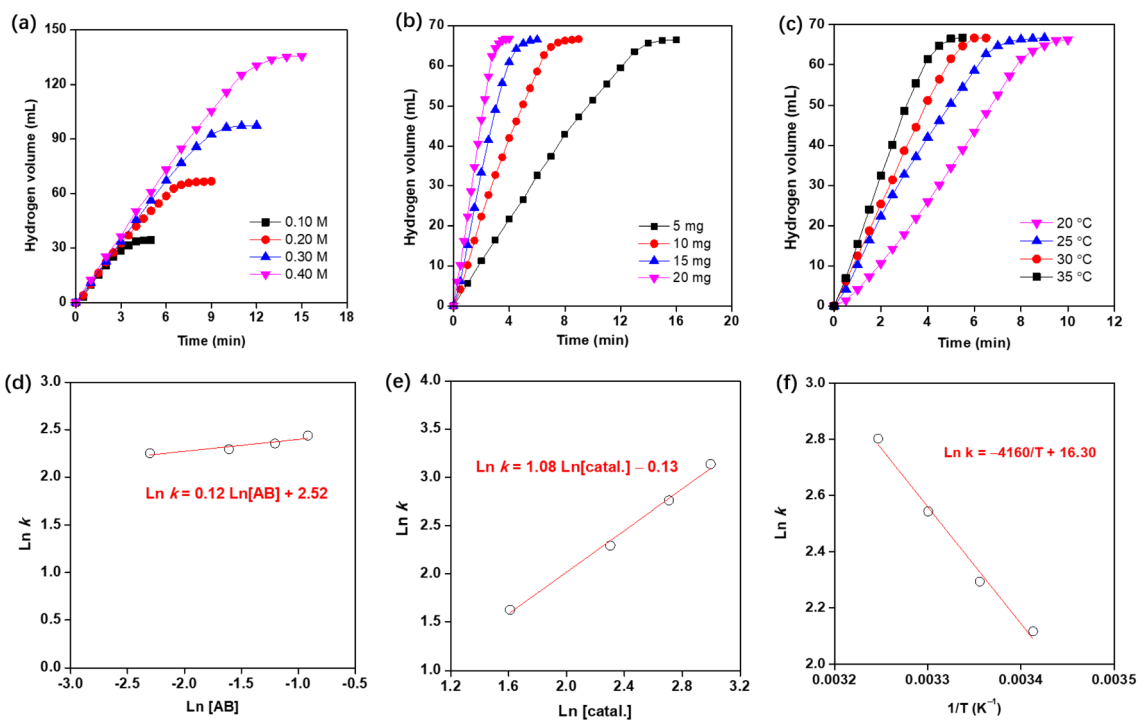 (a)
150
120
90
60
30
0
Hydrogen volume (mL)
0.10 M
0.20 M
0.30 M
0.40 M
0 3 6 9 12 15 18
Time (min)
(b)
70
60
50
40
30
20
10
0
Hydrogen volume (mL)
5 mg
10 mg
15 mg
20 mg
0 4 8 12 16 20
Time (min)
(c)
70
60
50
40
30
20
10
0
Hydrogen volume (mL)
20 °C
25 °C
30 °C
35 °C
0 2 4 6 8 10 12
Time (min)
(d)
3.0
2.5
2.0
1.5
1.0
0.5
0.0
Ln k
Ln k = 0.12 Ln[AB] + 2.52
-3.0 -2.5 -2.0 -1.5 -1.0 -0.5
Ln [AB]
(e)
4.0
3.5
3.0
2.5
2.0
1.5
1.0
Ln k
Ln k = 1.08 Ln[catal.] – 0.13
1.2 1.6 2.0 2.4 2.8 3.2
Ln [catal.]
(f)
3.0
2.8
2.6
2.4
2.2
2.0
Ln k
Ln k = –4160/T + 16.30
0.0032 0.0033 0.0034 0.0035
1/T (K⁻¹)